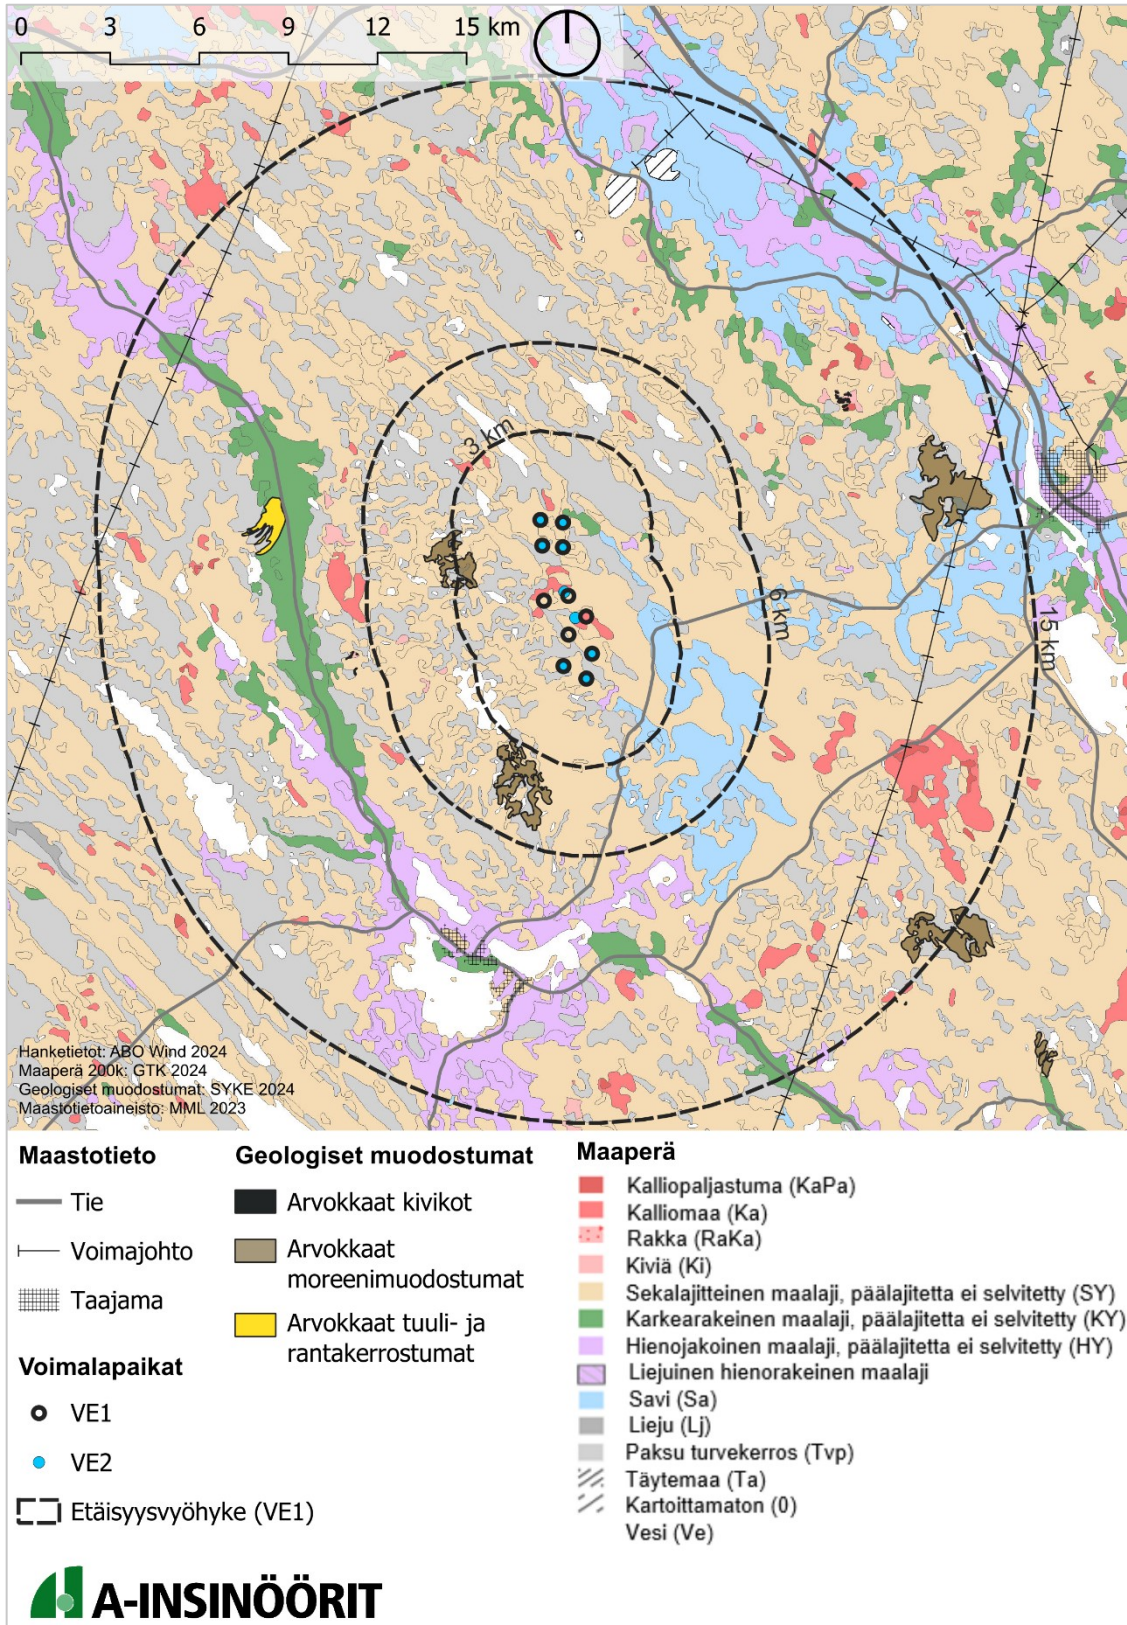 0 3 6 9 12 15 km
3 km
6 km
15 km
Hanketietot: ABO Wind 2024
Maaperä 200k: GTK 2024
Geologiset muodostumat: SYKE 2024
Maastotietoaineisto: MML 2023
Maastotieto
Tie
Voimajohto
Taajama
Voimalapaikat
VE1
VE2
Etäisyysvyöhyke (VE1)
Geologiset muodostumat
Arvokkaat kivikot
Arvokkaat
moreenimuodostumat
Arvokkaat tuuli- ja
rantakerrostumat
Maaperä
Kalliopaljastuma (KaPa)
Kalliomaa (Ka)
Rakka (RaKa)
Kiviä (Ki)
Sekalajitteinen maalaji, päälajitetta ei selvitetty (SY)
Karkearakeinen maalaji, päälajitetta ei selvitetty (KY)
Hienojakoinen maalaji, päälajitetta ei selvitetty (HY)
Liejuinen hienorakeinen maalaji
Savi (Sa)
Lieju (Lj)
Paksu turvekerros (Tvp)
Täytemaa (Ta)
Kartoittamaton (0)
Vesi (Ve)
A-INSINÖÖRIT